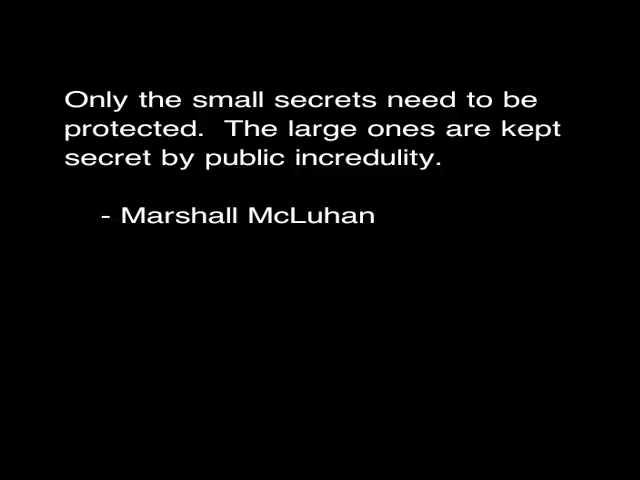 Only the small secrets need to be
protected.  The large ones are kept
secret by public incredulity.
- Marshall McLuhan